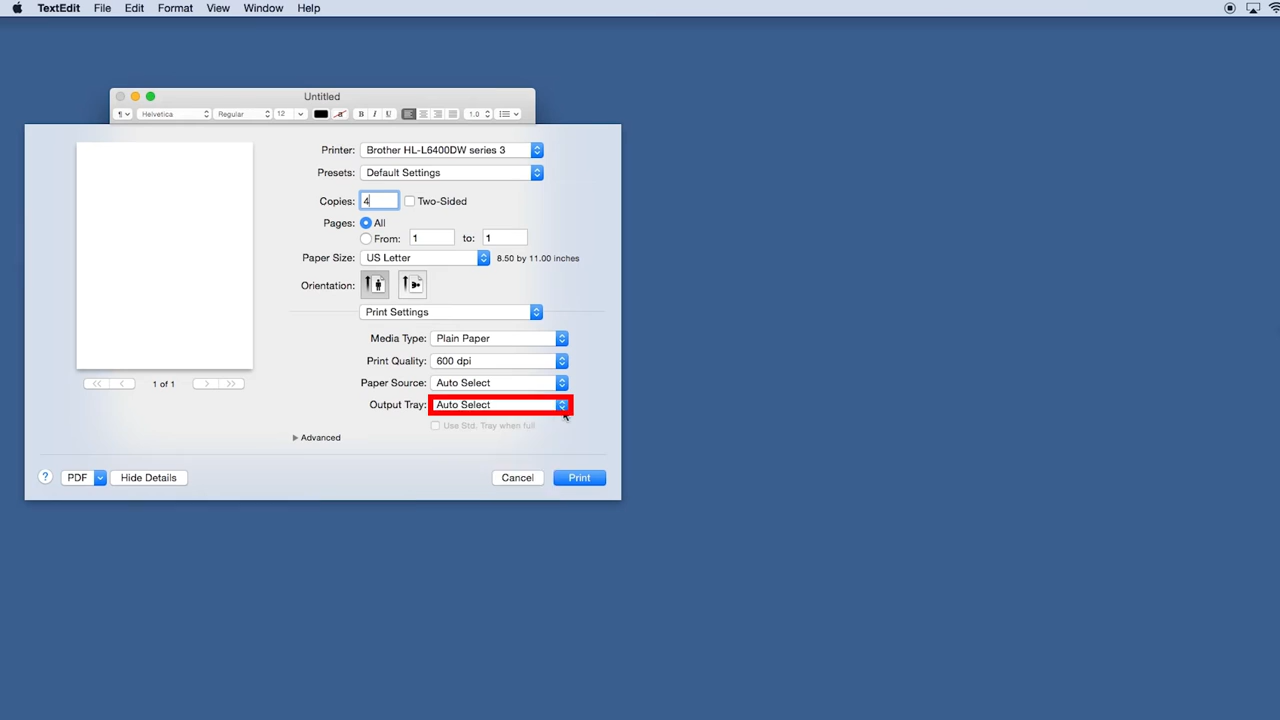 TextEdit File Edit Format View Window Help
Untitled
¶ Helvetica Regular 12 a B I U 1.0
Printer: Brother HL-L6400DW series 3
Presets: Default Settings
Copies: 4 Two-Sided
Pages: All
From: 1 to: 1
Paper Size: US Letter 8.50 by 11.00 inches
Orientation:
Print Settings
Media Type: Plain Paper
Print Quality: 600 dpi
Paper Source: Auto Select
1 of 1
Output Tray: Auto Select
Use Std. Tray when full
Advanced
? PDF Hide Details Cancel Print